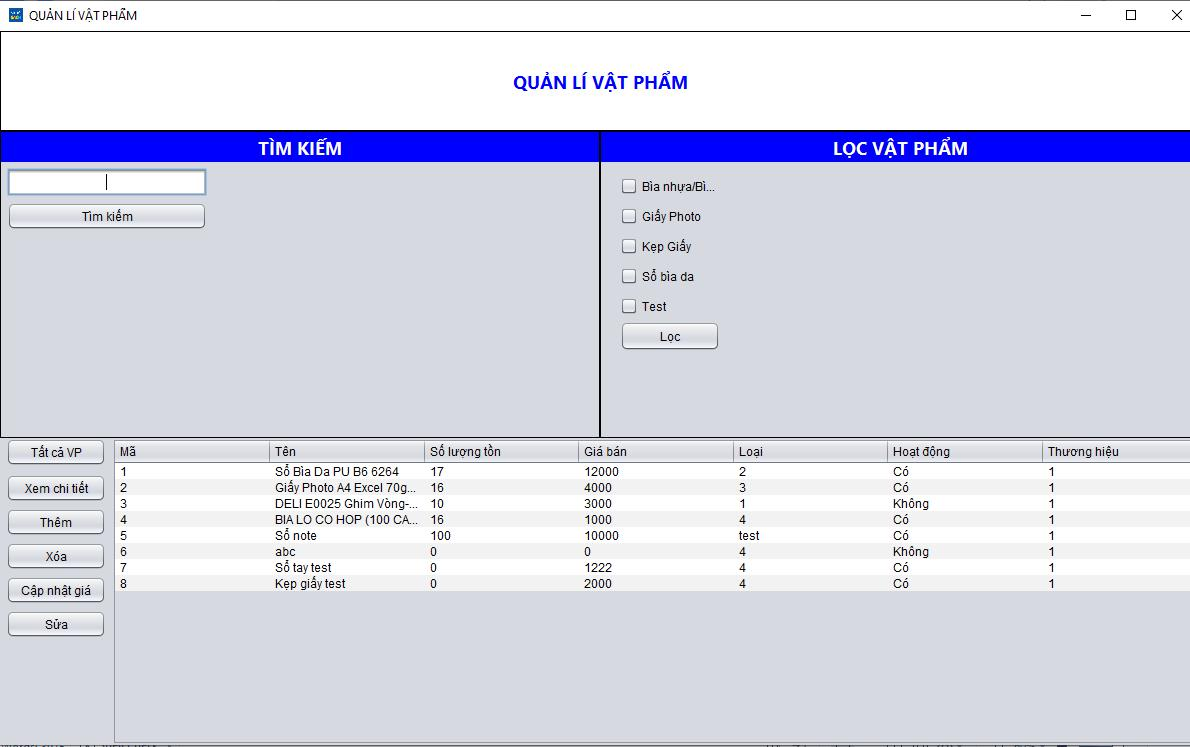 QUẢN LÍ VẬT PHẨM
QUẢN LÍ VẬT PHẨM
TÌM KIẾM
Tìm kiếm
LỌC VẬT PHẨM
Bìa nhựa/Bì...
Giấy Photo
Kẹp Giấy
Sổ bìa da
Test
Lọc
Tất cả VP
Xem chi tiết
Thêm
Xóa
Cập nhật giá
Sửa
Mã Tên Số lượng tồn Giá bán Loại Hoạt động Thương hiệu
1 Sổ Bìa Da PU B6 6264 17 12000 2 Có 1
2 Giấy Photo A4 Excel 70g... 16 4000 3 Có 1
3 DELI E0025 Ghim Vòng-... 10 3000 1 Không 1
4 BIA LO CO HOP (100 CA... 16 1000 4 Có 1
5 Sổ note 100 10000 test Có 1
6 abc 0 0 4 Không 1
7 Sổ tay test 0 1222 4 Có 1
8 Kẹp giấy test 0 2000 4 Có 1